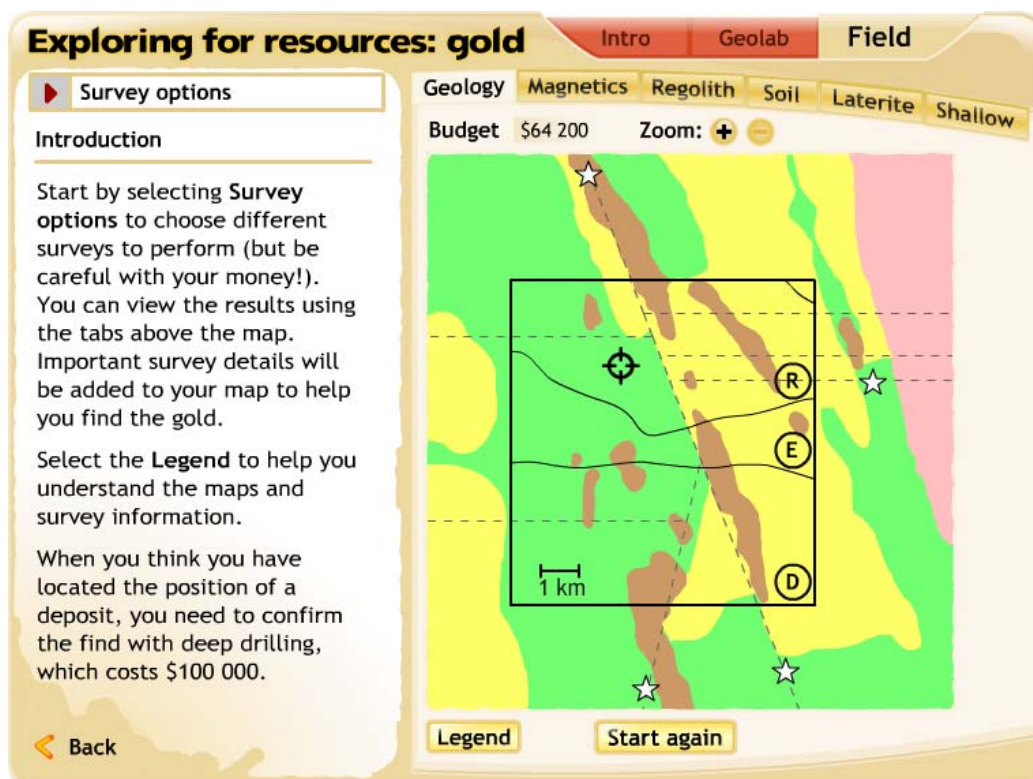 Exploring for resources: gold
Intro
Geolab
Field
Survey options
Introduction
Start by selecting Survey
options to choose different
surveys to perform (but be
careful with your money!).
You can view the results using
the tabs above the map.
Important survey details will
be added to your map to help
you find the gold.
Select the Legend to help you
understand the maps and
survey information.
When you think you have
located the position of a
deposit, you need to confirm
the find with deep drilling,
which costs $100 000.
Back
Geology
Magnetics
Regolith
Soil
Laterite
Shallow
Budget $64 200 Zoom:
R
E
D
1 km
Legend
Start again